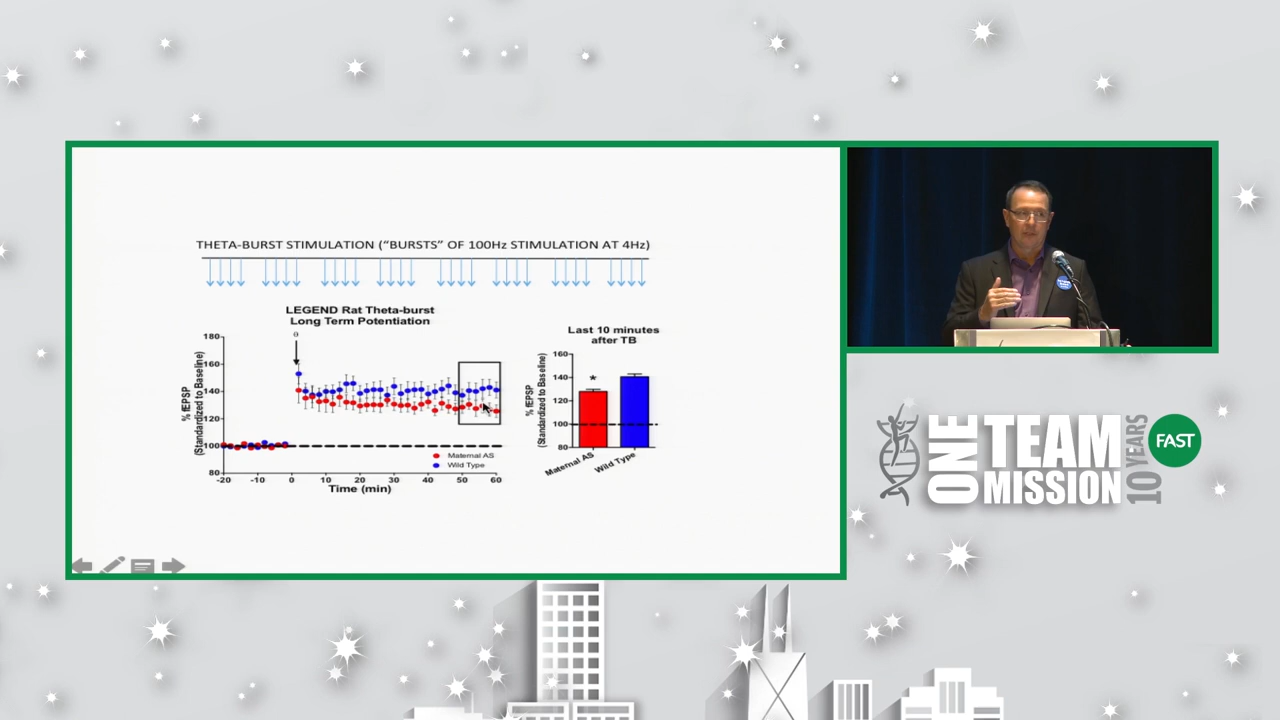 THETA-BURST STIMULATION ("BURSTS" OF 100Hz STIMULATION AT 4Hz)
LEGEND Rat Theta-burst
Long Term Potentiation
θ
% fEPSP
(Standardized to Baseline)
180
160
140
120
100
80
-20
-10
0
10
20
30
40
50
60
Time (min)
Maternal AS
Wild Type
Last 10 minutes
after TB
% fEPSP
(Standardized to Baseline)
160
140
120
100
80
*
Maternal AS
Wild Type
ONE
TEAM
MISSION
10 YEARS
FAST